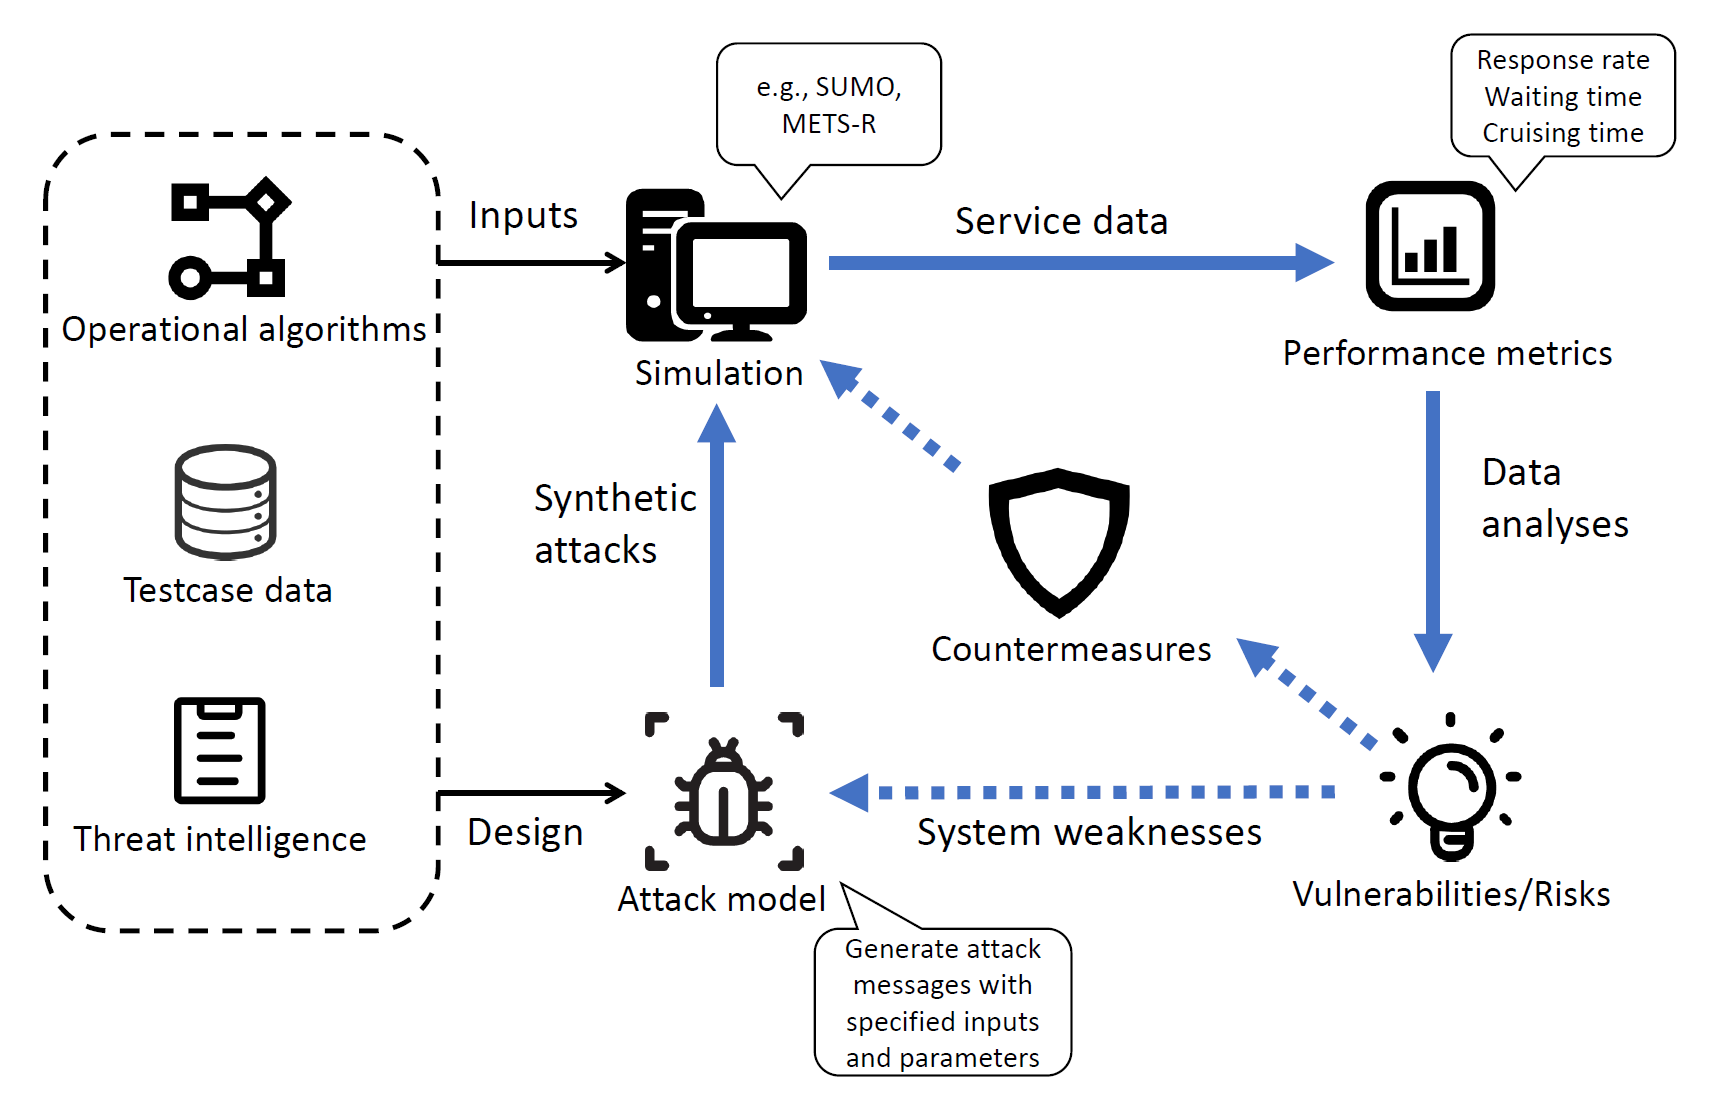 e.g., SUMO,
METS-R
Response rate
Waiting time
Cruising time
Inputs
Service data
Operational algorithms
Simulation
Performance metrics
Synthetic
attacks
Data
analyses
Testcase data
Countermeasures
Threat intelligence
Design
System weaknesses
Attack model
Vulnerabilities/Risks
Generate attack
messages with
specified inputs
and parameters